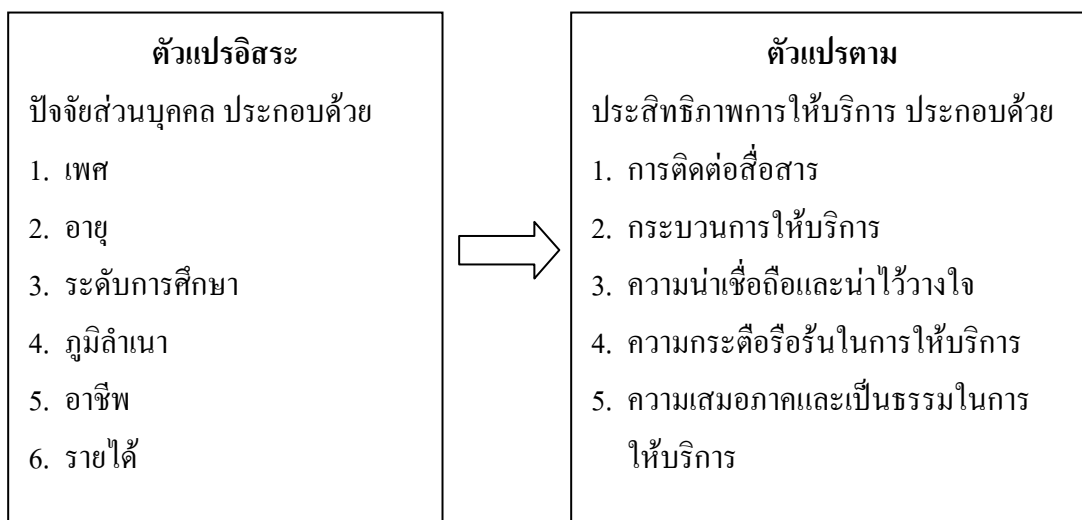 ตัวแปรอิสระ
ปัจจัยส่วนบุคคล ประกอบด้วย
1. เพศ
2. อายุ
3. ระดับการศึกษา
4. ภูมิลำเนา
5. อาชีพ
6. รายได้
ตัวแปรตาม
ประสิทธิภาพการให้บริการ ประกอบด้วย
1. การติดต่อสื่อสาร
2. กระบวนการให้บริการ
3. ความน่าเชื่อถือและน่าไว้วางใจ
4. ความกระตือรือร้นในการให้บริการ
5. ความเสมอภาคและเป็นธรรมในการ
ให้บริการ